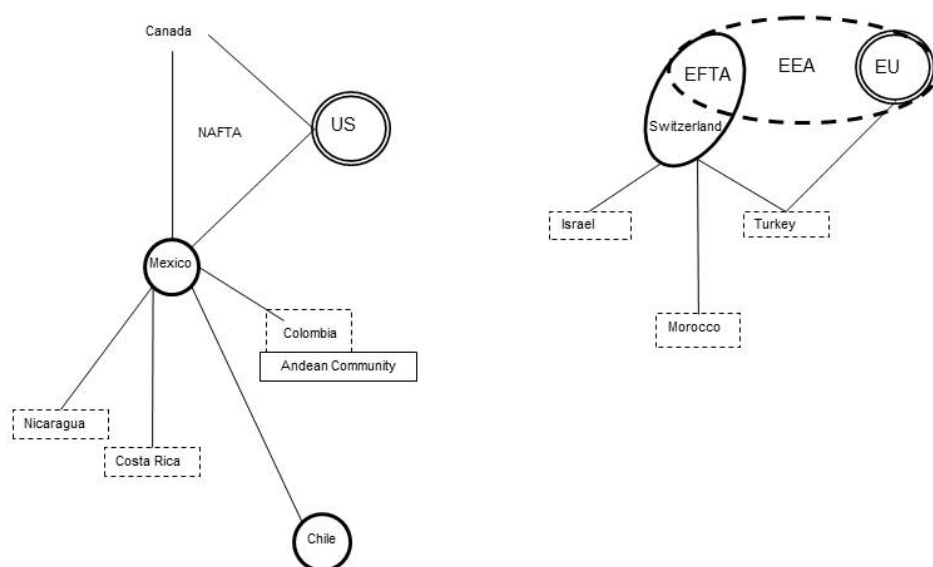 Canada
NAFTA
US
Mexico
Colombia
Andean Community
Nicaragua
Costa Rica
Chile
EFTA
EEA
EU
Switzerland
Israel
Turkey
Morocco